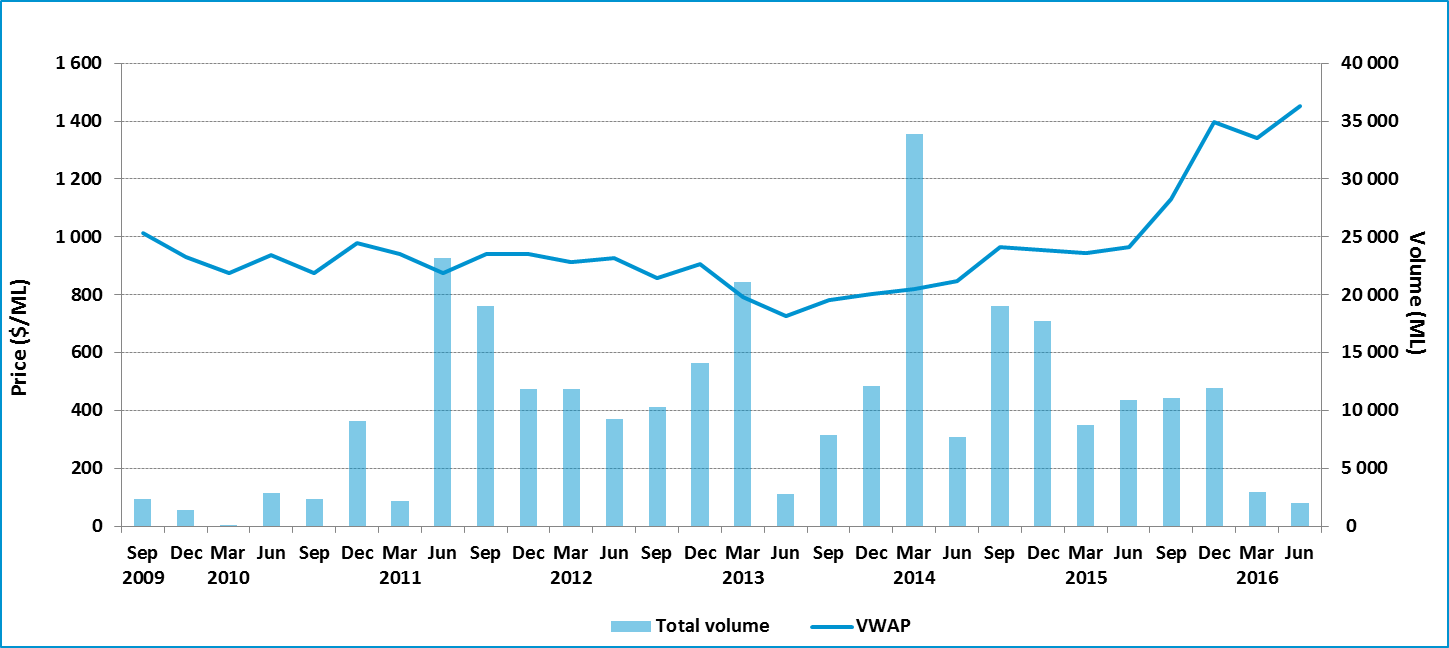 1 600 40 000
1 400 35 000
1 200 30 000
1 000 25 000
800 20 000
600 15 000
400 10 000
200 5 000
0 0
Price ($/ML)
Volume (ML)
Sep Dec Mar Jun Sep Dec Mar Jun Sep Dec Mar Jun Sep Dec Mar Jun Sep Dec Mar Jun Sep Dec Mar Jun Sep Dec Mar Jun
2009 2010 2011 2012 2013 2014 2015 2016
Total volume VWAP